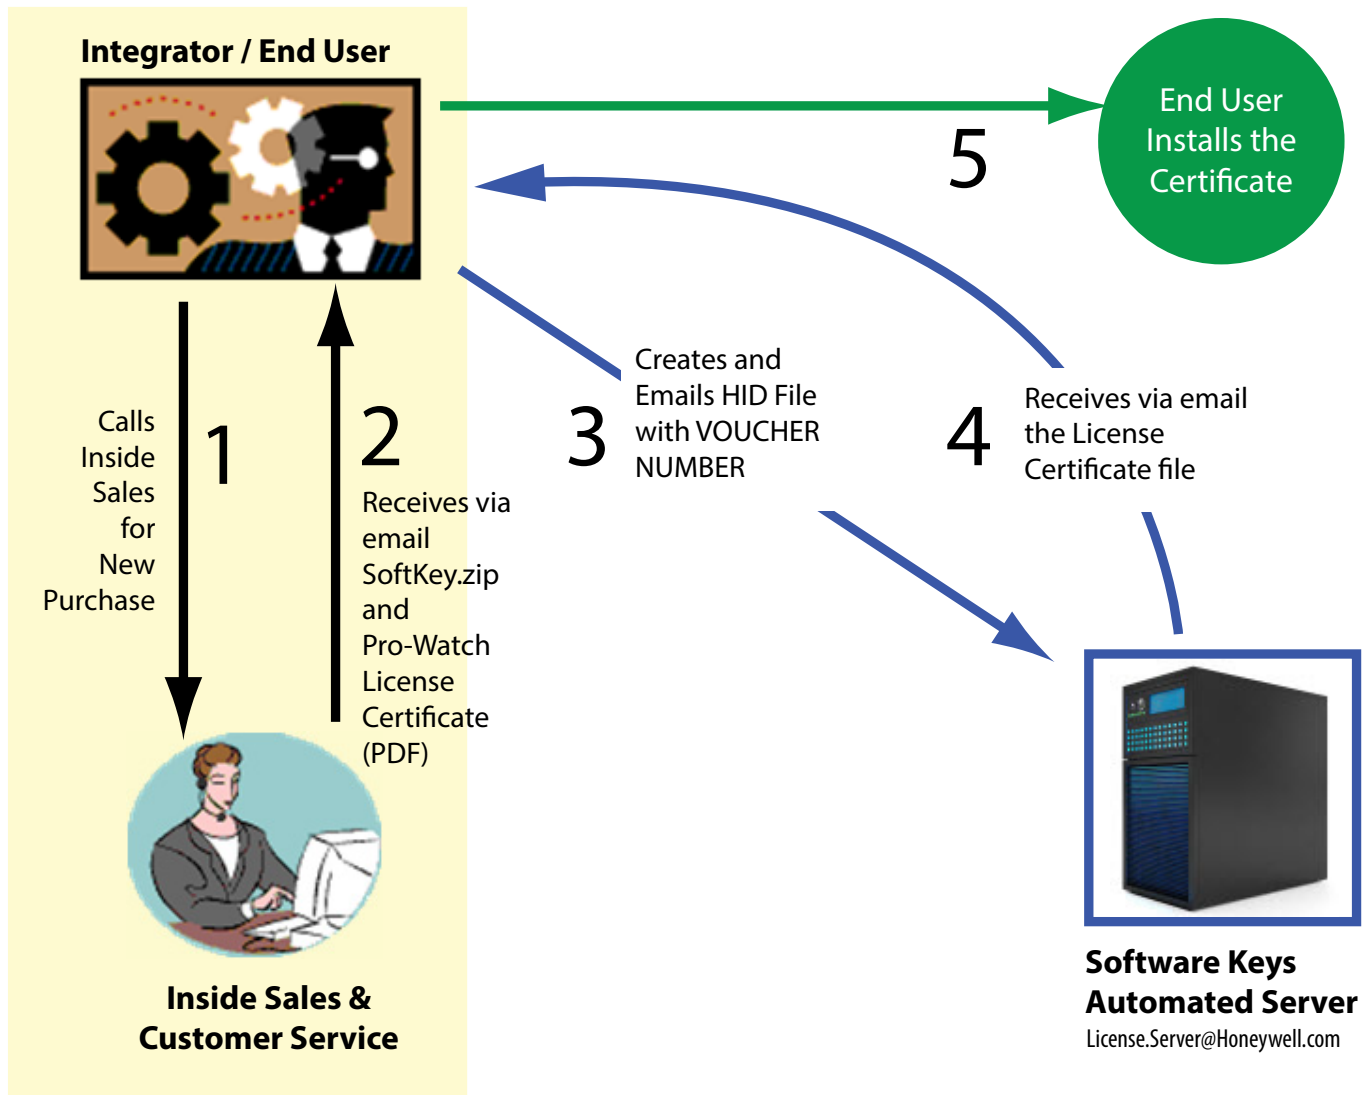 Integrator / End User
End User
Installs the
Certificate
5
Calls
Inside
Sales
for
New
Purchase
1
2
Receives via
email
SoftKey.zip
and
Pro-Watch
License
Certificate
(PDF)
3
Creates and
Emails HID File
with VOUCHER
NUMBER
4
Receives via email
the License
Certificate file
Inside Sales &
Customer Service
Software Keys
Automated Server
License.Server@Honeywell.com